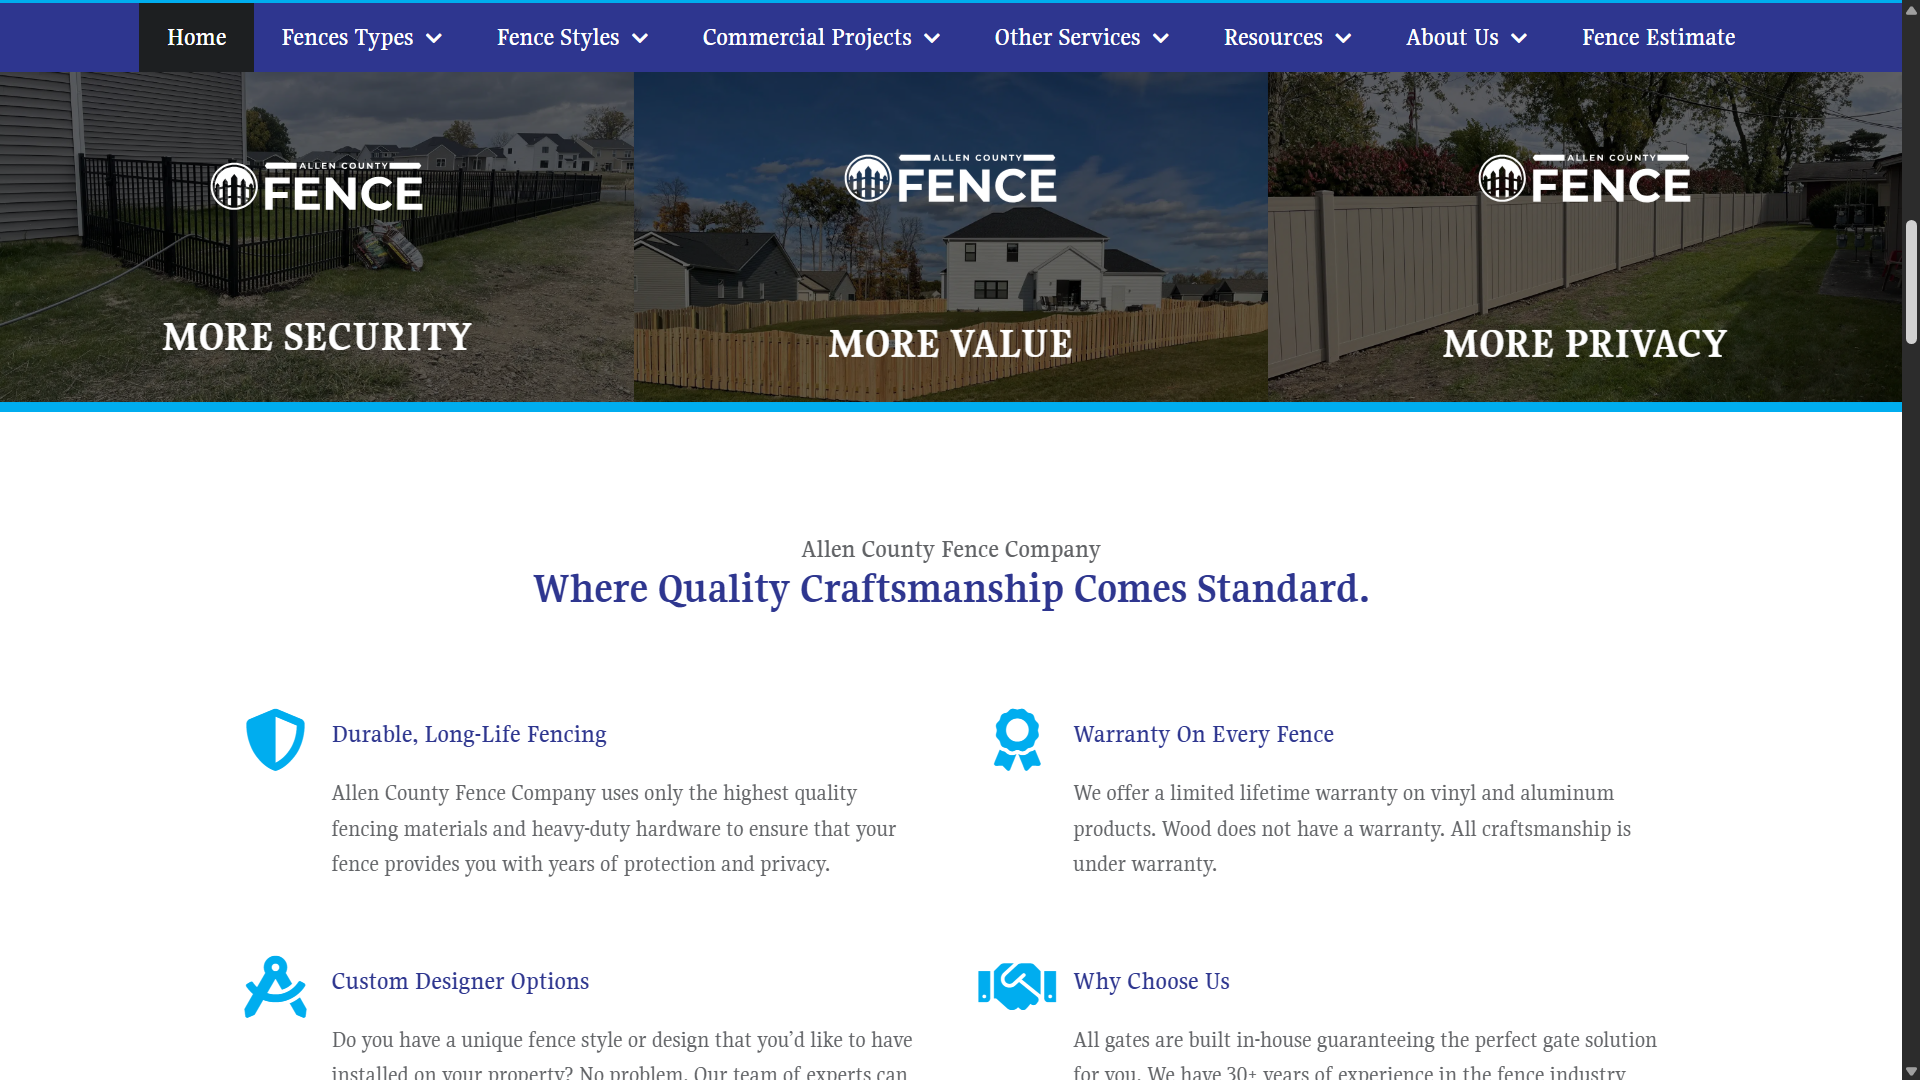 Home Fences Types Fence Styles Commercial Projects Other Services Resources About Us Fence Estimate
ALLEN COUNTY
FENCE
MORE SECURITY
ALLEN COUNTY
FENCE
MORE VALUE
ALLEN COUNTY
FENCE
MORE PRIVACY
Allen County Fence Company
Where Quality Craftsmanship Comes Standard.
Durable, Long-Life Fencing
Allen County Fence Company uses only the highest quality
fencing materials and heavy-duty hardware to ensure that your
fence provides you with years of protection and privacy.
Warranty On Every Fence
We offer a limited lifetime warranty on vinyl and aluminum
products. Wood does not have a warranty. All craftsmanship is
under warranty.
Custom Designer Options
Do you have a unique fence style or design that you’d like to have
installed on your property? No problem. Our team of experts can
Why Choose Us
All gates are built in-house guaranteeing the perfect gate solution
for you. We have 30+ years of experience in the fence industry